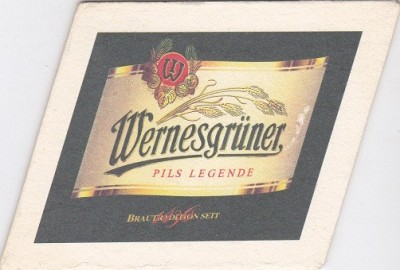 W
Wernesgrüner
PILS LEGENDE
BRAUTRADITION SEIT